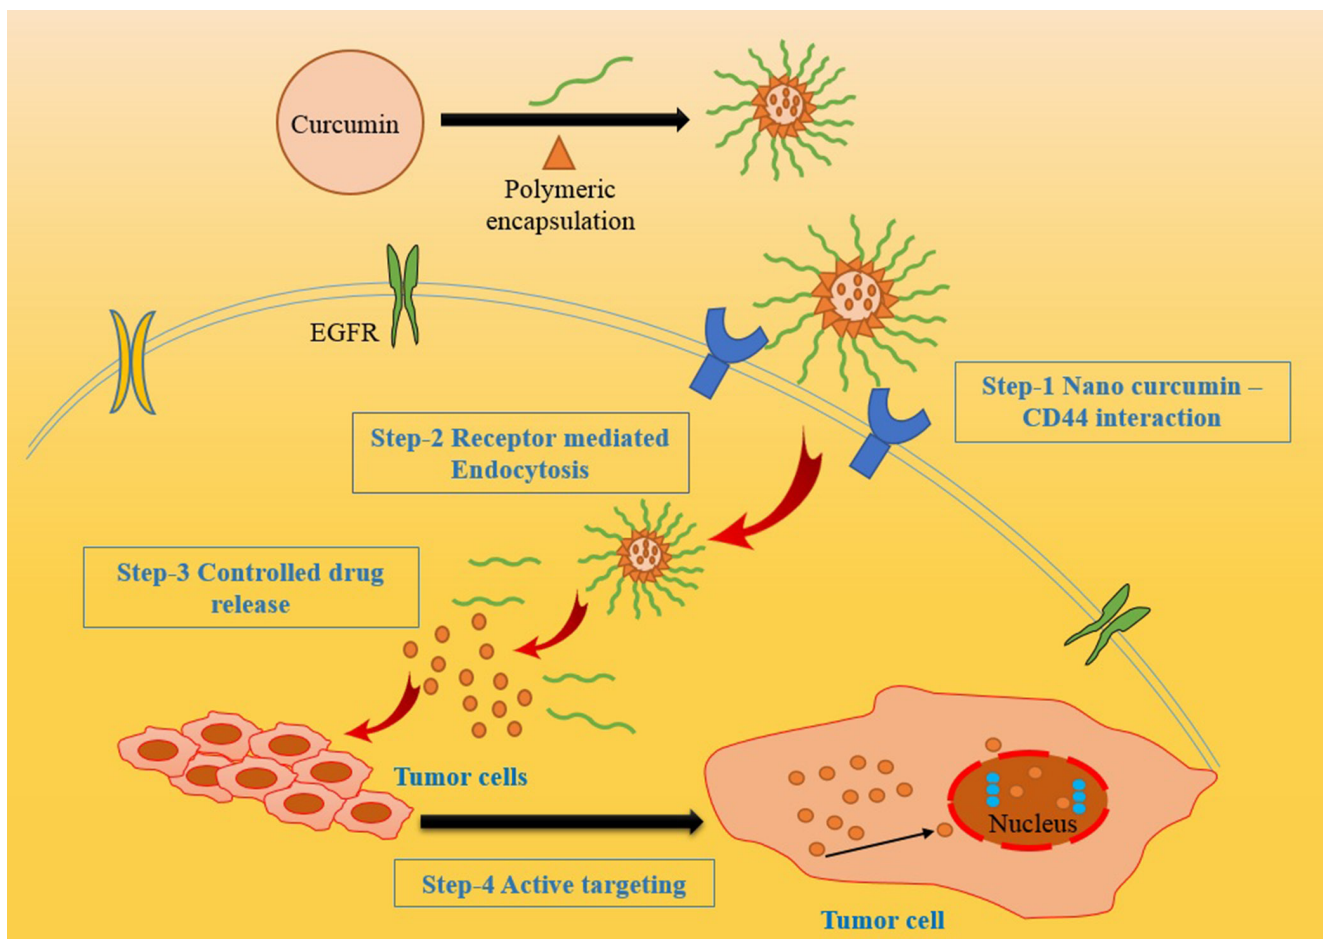 Curcumin
Polymeric
encapsulation
EGFR
Step-1 Nano curcumin –
CD44 interaction
Step-2 Receptor mediated
Endocytosis
Step-3 Controlled drug
release
Tumor cells
Step-4 Active targeting
Nucleus
Tumor cell